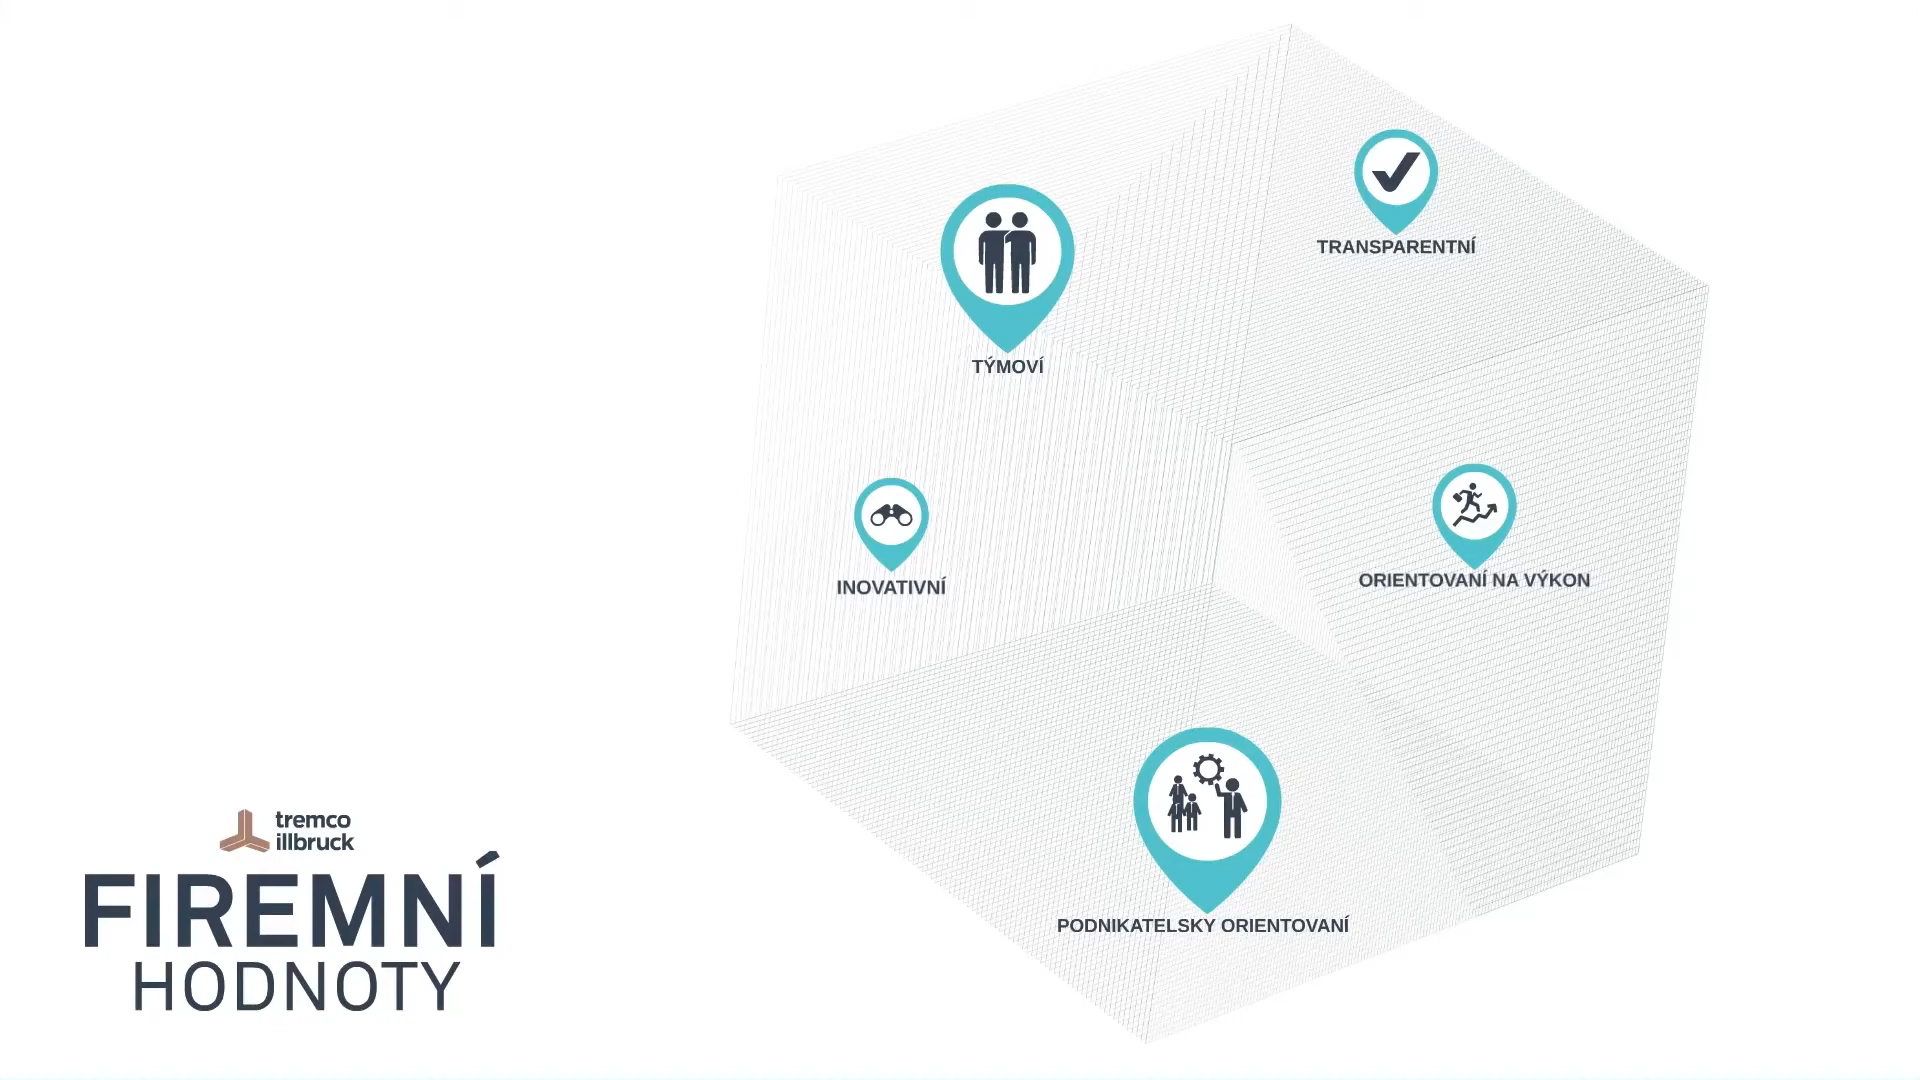 TRANSPARENTNÍ
TÝMOVÍ
ORIENTOVANÍ NA VÝKON
INOVATIVNÍ
PODNIKATELSKY ORIENTOVANÍ
tremco
illbruck
FIREMNÍ
HODNOTY